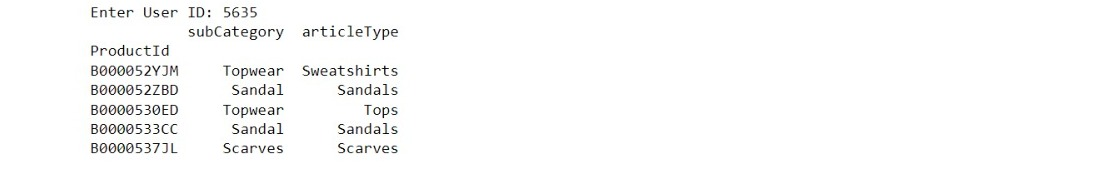 Enter User ID: 5635
subCategory articleType
ProductId
B000052YJM Topwear Sweatshirts
B000052ZBD Sandal Sandals
B0000530ED Topwear Tops
B0000533CC Sandal Sandals
B0000537JL Scarves Scarves